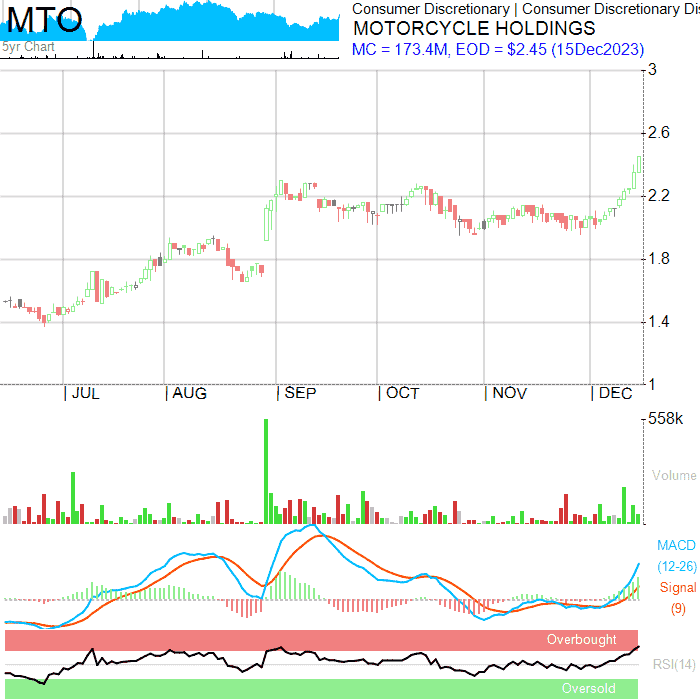 MTO
5yr Chart
Consumer Discretionary | Consumer Discretionary Dis
MOTORCYCLE HOLDINGS
MC = 173.4M, EOD = $2.45 (15Dec2023)
3
2.6
2.2
1.8
1.4
1
| JUL | AUG | SEP | OCT | NOV | DEC
558k
Volume
MACD
(12-26)
Signal
(9)
Overbought
RSI(14)
Oversold